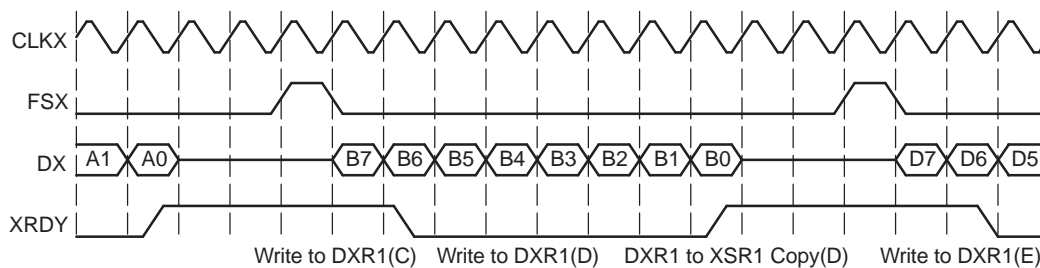 CLKX
FSX
DX A1 A0 B7 B6 B5 B4 B3 B2 B1 B0 D7 D6 D5
XRDY
Write to DXR1(C) Write to DXR1(D) DXR1 to XSR1 Copy(D) Write to DXR1(E)